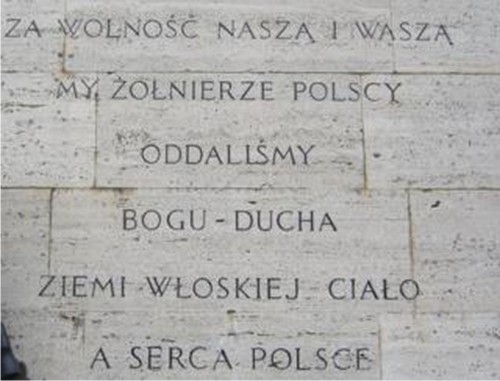 ZA WOLNOŚĆ NASZĄ I WASZĄ
MY ŻOŁNIERZE POLSCY
ODDALIŚMY
BOGU - DUCHA
ZIEMI WŁOSKIEJ CIAŁO
A SERCA POLSCE